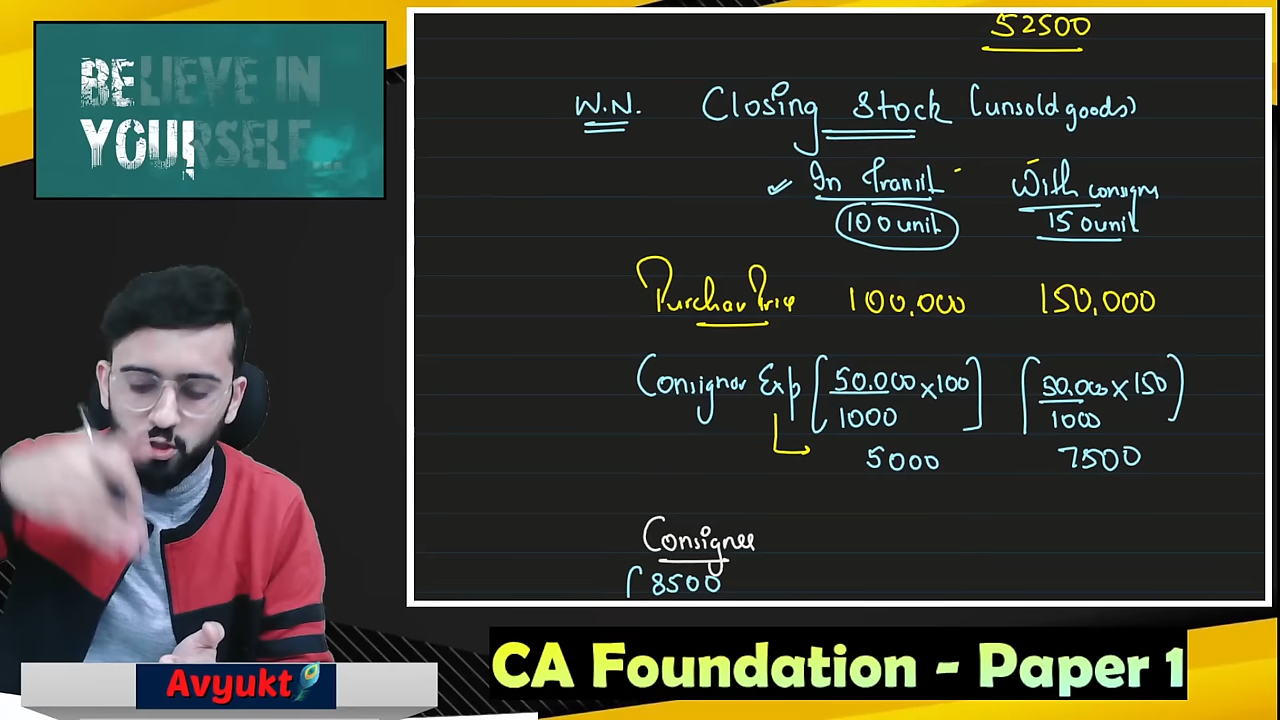 BELIEVE IN
YOURSELF...
52500
W.N. Closing Stock (unsold goods)
In Transit With consignee
100 unit 150 unit
Purchase Price 100,000 150,000
Consignor Exp [50,000/1000 × 100] (50,000/1000 × 150)
5000 7500
Consignee
(8500
Avyukt
CA Foundation - Paper 1